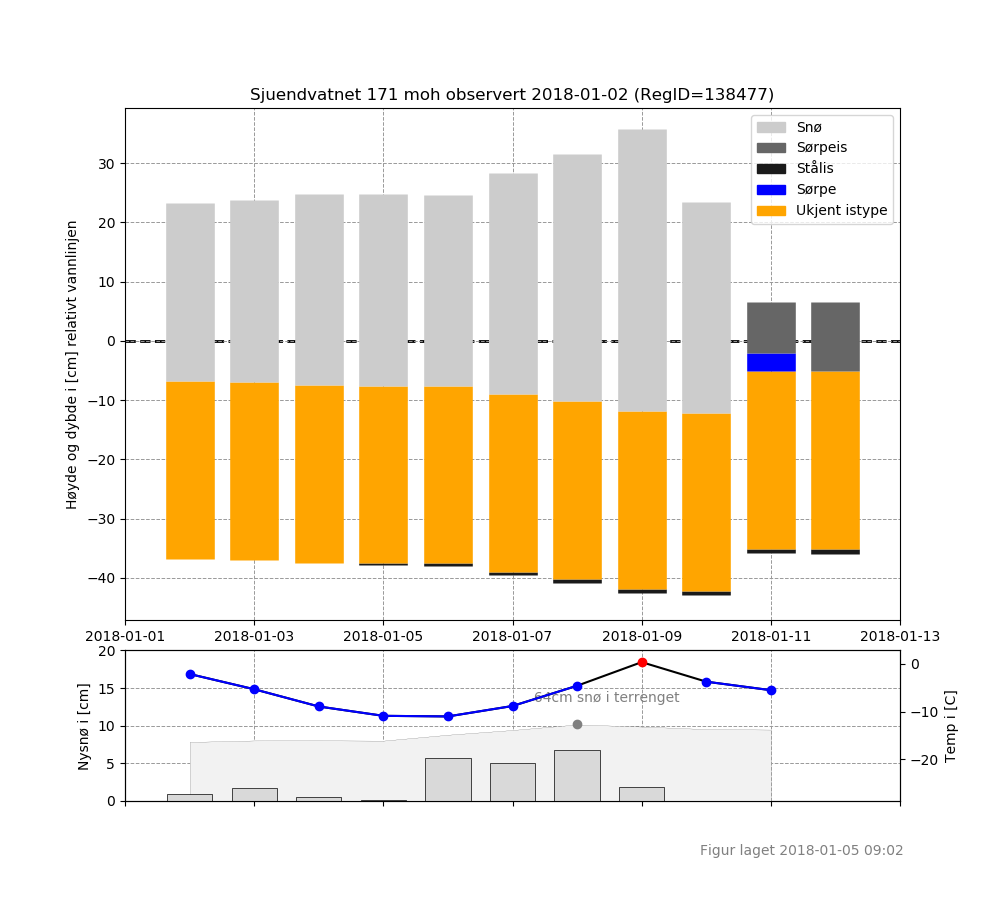 Sjuendvatnet 171 moh observert 2018-01-02 (RegID=138477)
Høyde og dybde i [cm] relativt vannlinjen
30
20
10
0
−10
−20
−30
−40
Snø
Sørpeis
Stålis
Sørpe
Ukjent istype
2018-01-01 2018-01-03 2018-01-05 2018-01-07 2018-01-09 2018-01-11 2018-01-13
Nysnø i [cm]
20
15
10
5
0
64cm snø i terrenget
0
−10
−20
Temp i [C]
Figur laget 2018-01-05 09:02